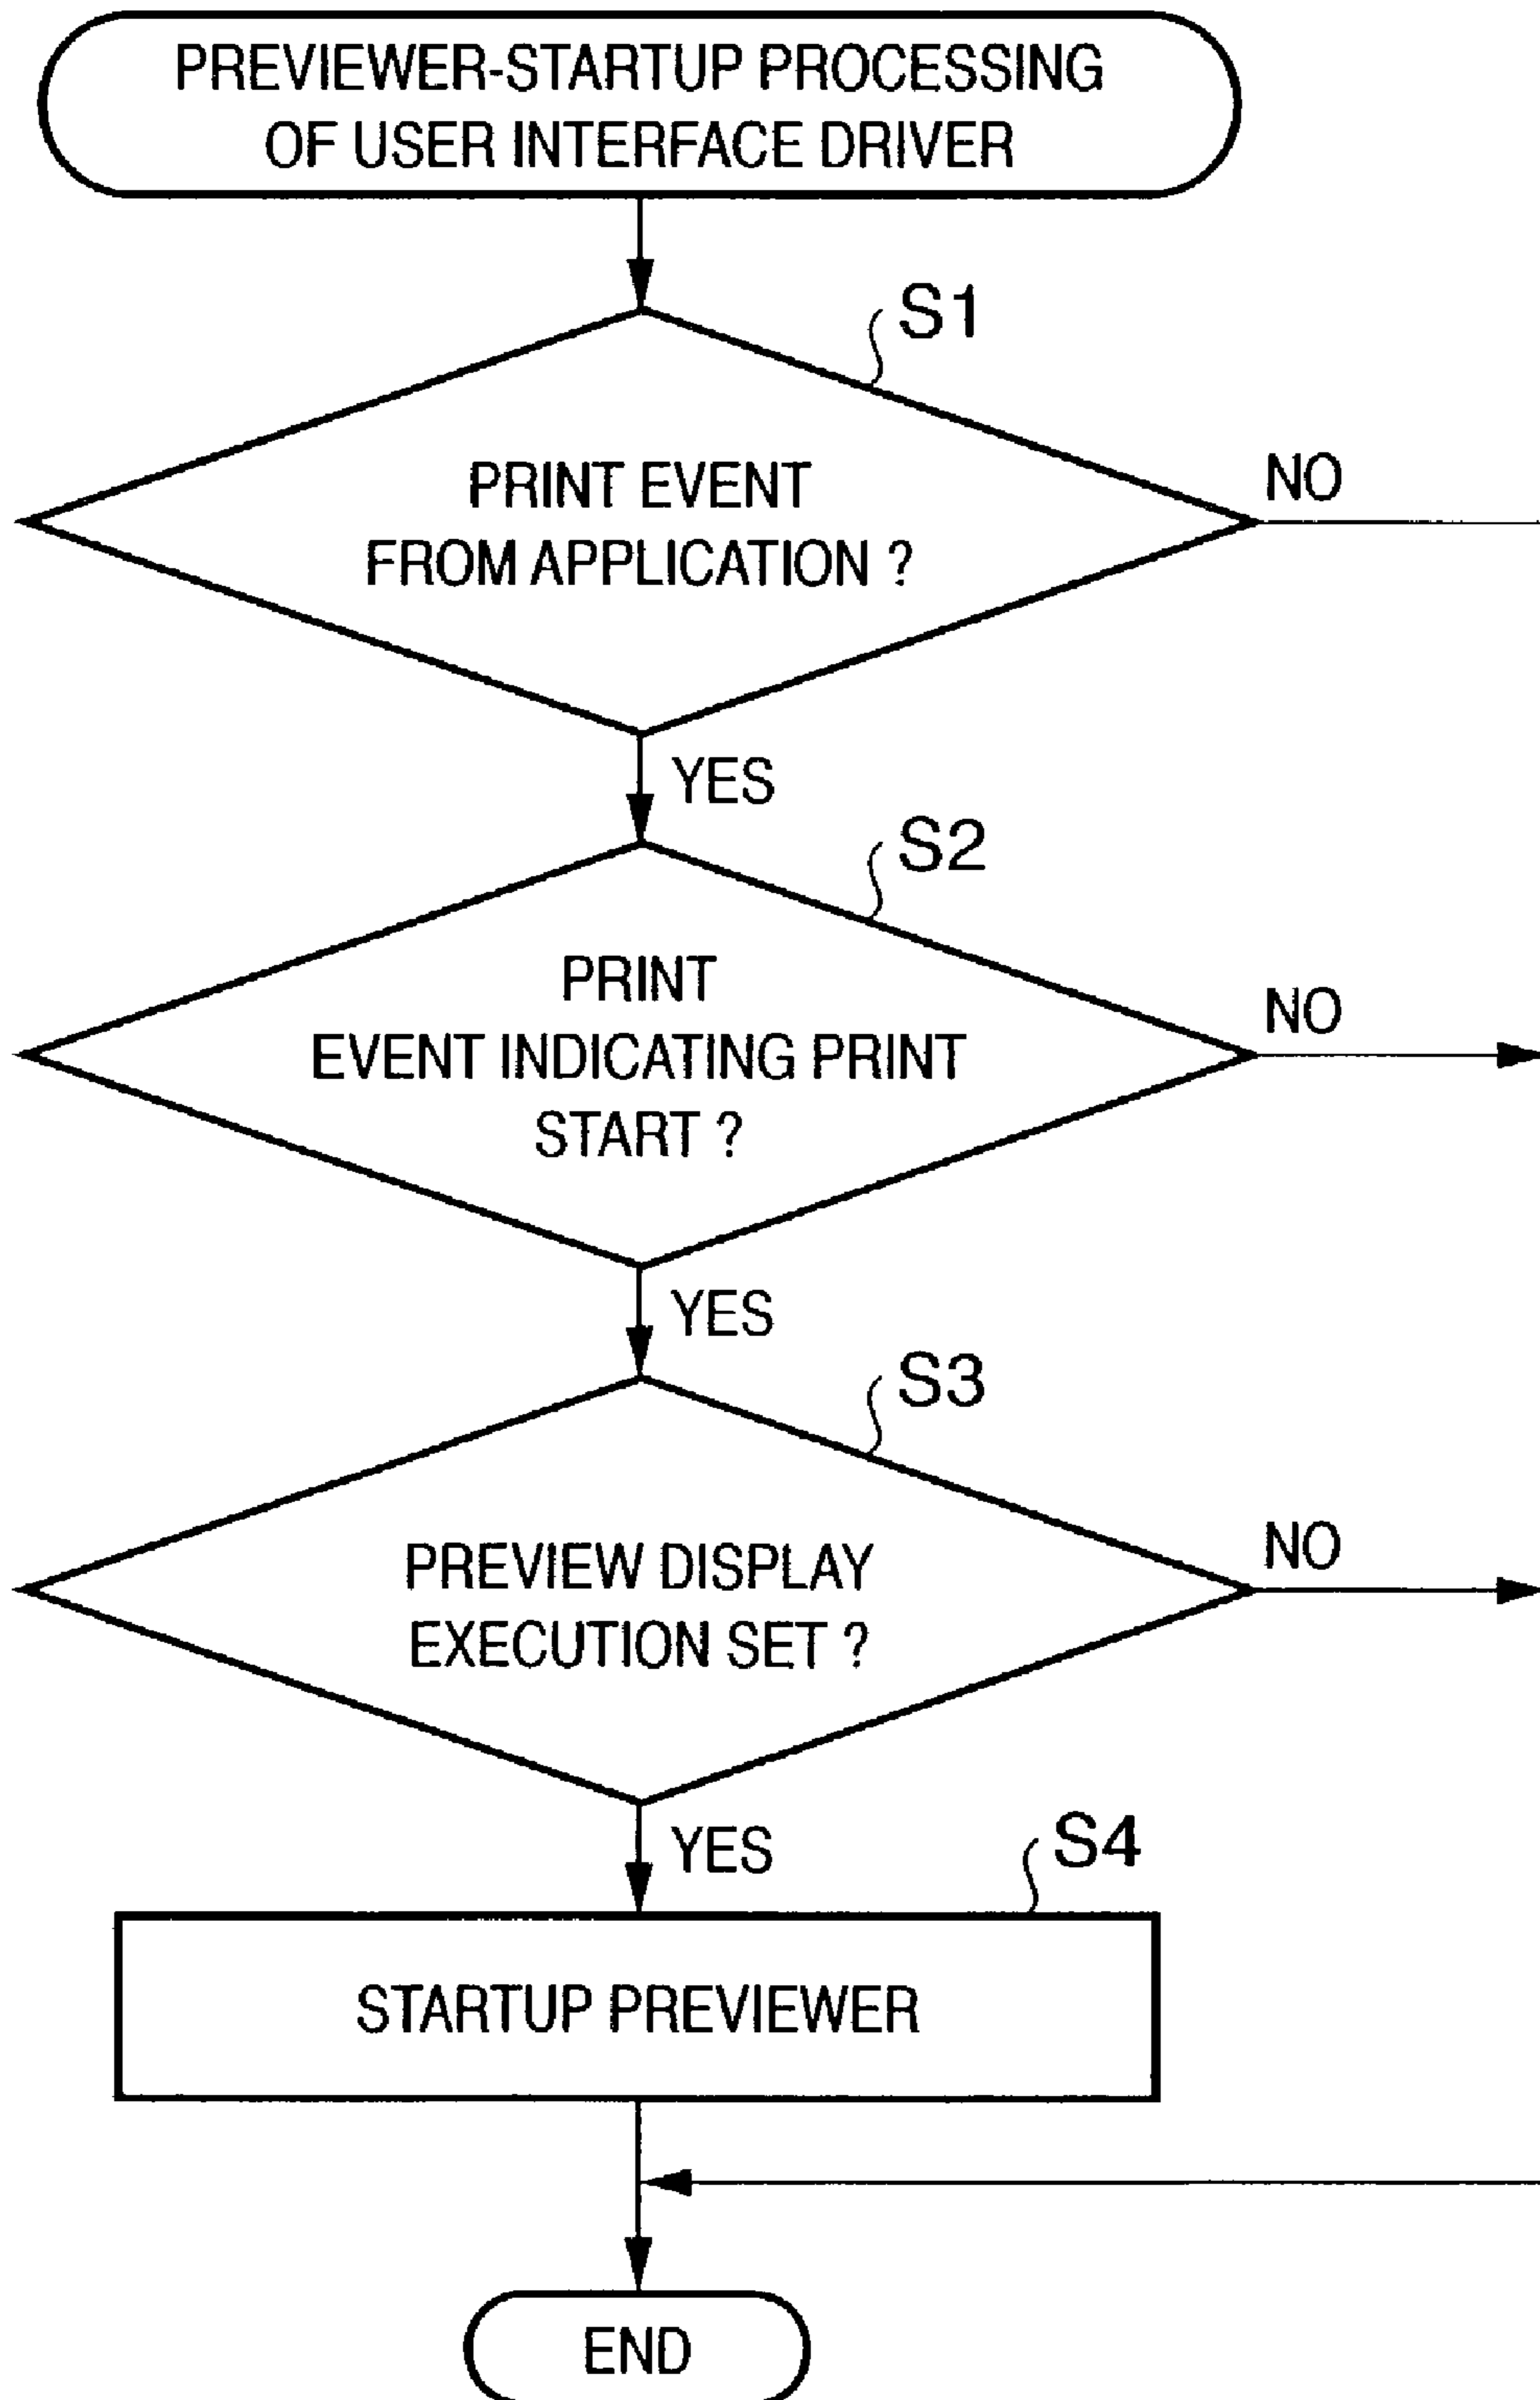 PREVIEWER-STARTUP PROCESSING
OF USER INTERFACE DRIVER
S1
PRINT EVENT
FROM APPLICATION ?
NO
YES
S2
PRINT
EVENT INDICATING PRINT
START ?
NO
YES
S3
PREVIEW DISPLAY
EXECUTION SET ?
NO
YES
S4
STARTUP PREVIEWER
END